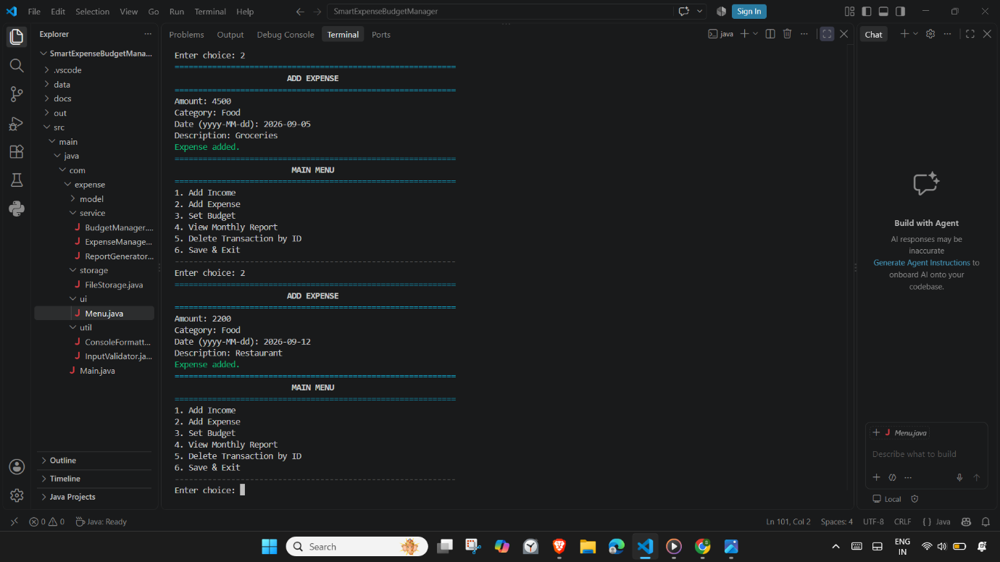 File Edit Selection View Go Run Terminal Help
SmartExpenseBudgetManager
Sign In
Explorer
SmartExpenseBudgetMana...
.vscode
data
docs
out
src
main
java
com
expense
model
service
BudgetManager....
ExpenseManage...
ReportGenerator...
storage
FileStorage.java
ui
Menu.java
util
ConsoleFormatt...
InputValidator.ja...
Main.java
Outline
Timeline
Java Projects
Problems Output Debug Console Terminal Ports
java
Enter choice: 2
============================================================
ADD EXPENSE
============================================================
Amount: 4500
Category: Food
Date (yyyy-MM-dd): 2026-09-05
Description: Groceries
Expense added.
============================================================
MAIN MENU
============================================================
1. Add Income
2. Add Expense
3. Set Budget
4. View Monthly Report
5. Delete Transaction by ID
6. Save & Exit
------------------------------------------------------------
Enter choice: 2
============================================================
ADD EXPENSE
============================================================
Amount: 2200
Category: Food
Date (yyyy-MM-dd): 2026-09-12
Description: Restaurant
Expense added.
============================================================
MAIN MENU
============================================================
1. Add Income
2. Add Expense
3. Set Budget
4. View Monthly Report
5. Delete Transaction by ID
6. Save & Exit
------------------------------------------------------------
Enter choice:
Chat
Build with Agent
AI responses may be
inaccurate
Generate Agent Instructions to
onboard AI onto your
codebase.
Menu.java
Describe what to build
Local
0 0 Java: Ready
Ln 101, Col 2 Spaces: 4 UTF-8 CRLF { } Java
Search
ENG
IN